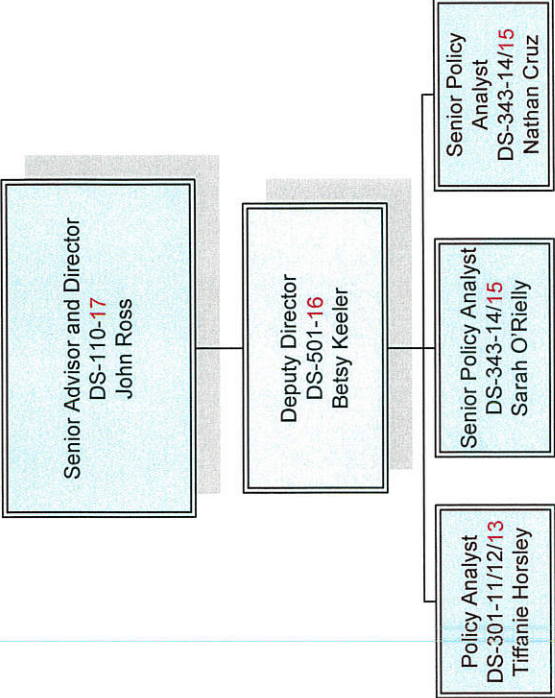 Senior Advisor and Director
DS-110-17
John Ross
Deputy Director
DS-501-16
Betsy Keeler
Policy Analyst
DS-301-11/12/13
Tiffanie Horsley
Senior Policy Analyst
DS-343-14/15
Sarah O'Rielly
Senior Policy
Analyst
DS-343-14/15
Nathan Cruz